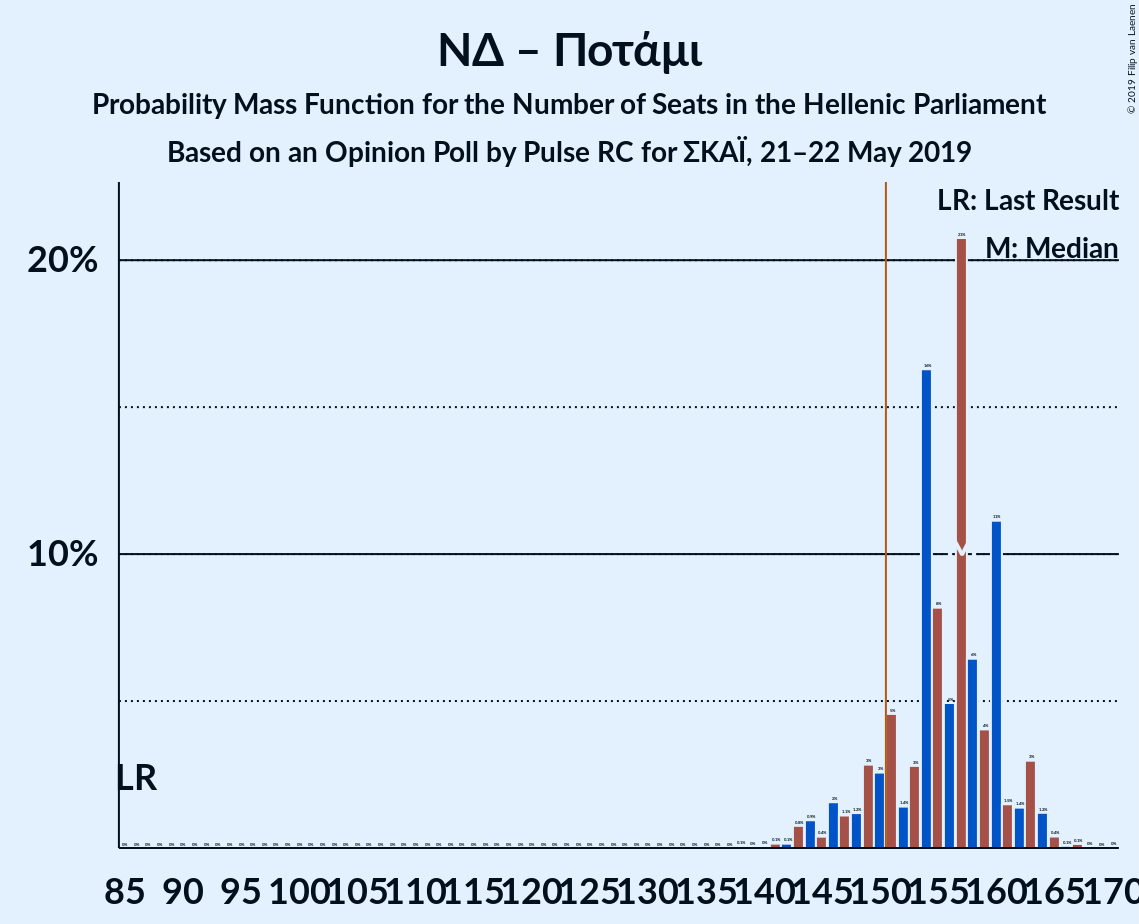 ΝΔ – Ποτάμι
Probability Mass Function for the Number of Seats in the Hellenic Parliament
Based on an Opinion Poll by Pulse RC for ΣΚΑΪ, 21–22 May 2019
© 2019 Filip van Laenen
LR: Last Result
M: Median
20%
10%
LR
85 90 95 100 105 110 115 120 125 130 135 140 145 150 155 160 165 170